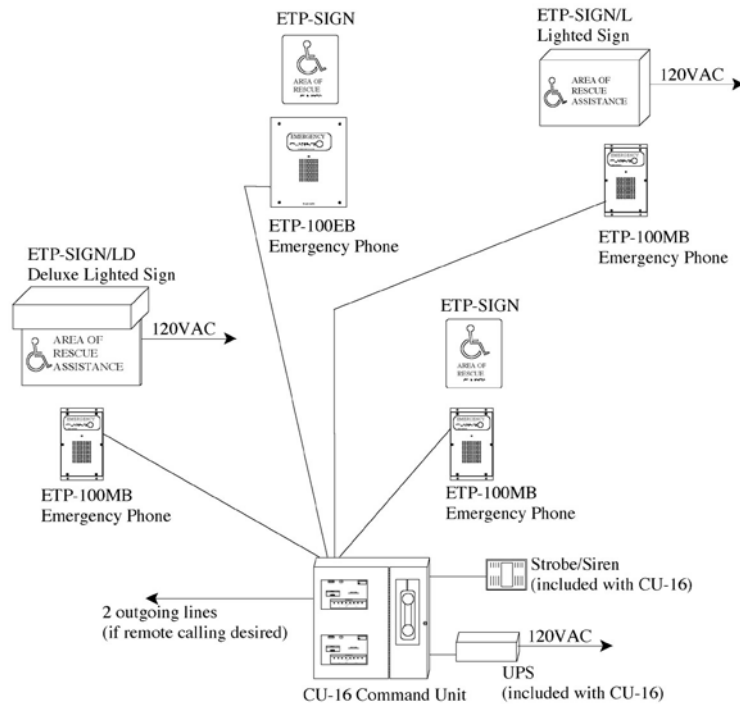 ETP-SIGN
AREA OF
RESCUE
ETP-SIGN/L
Lighted Sign
AREA OF
RESCUE
ASSISTANCE
120VAC
EMERGENCY
ETP-100EB
Emergency Phone
EMERGENCY
ETP-100MB
Emergency Phone
ETP-SIGN/LD
Deluxe Lighted Sign
AREA OF
RESCUE
ASSISTANCE
120VAC
ETP-SIGN
AREA OF
RESCUE
EMERGENCY
ETP-100MB
Emergency Phone
EMERGENCY
ETP-100MB
Emergency Phone
2 outgoing lines
(if remote calling desired)
CU-16 Command Unit
Strobe/Siren
(included with CU-16)
120VAC
UPS
(included with CU-16)